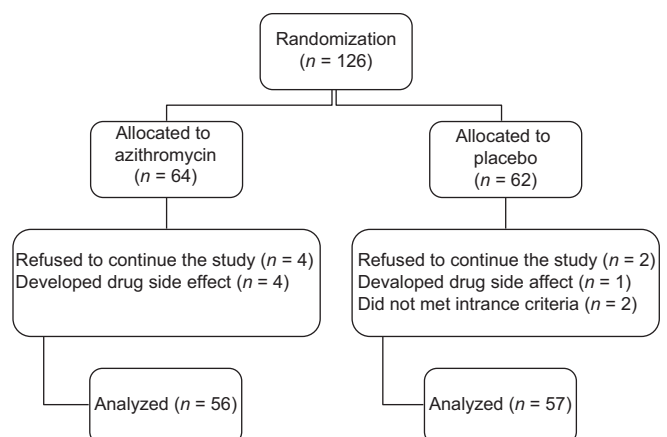 Randomization
(n = 126)
Allocated to
azithromycin
(n = 64)
Allocated to
placebo
(n = 62)
Refused to continue the study (n = 4)
Developed drug side effect (n = 4)
Refused to continue the study (n = 2)
Devaloped drug side affect (n = 1)
Did not met intrance criteria (n = 2)
Analyzed (n = 56)
Analyzed (n = 57)